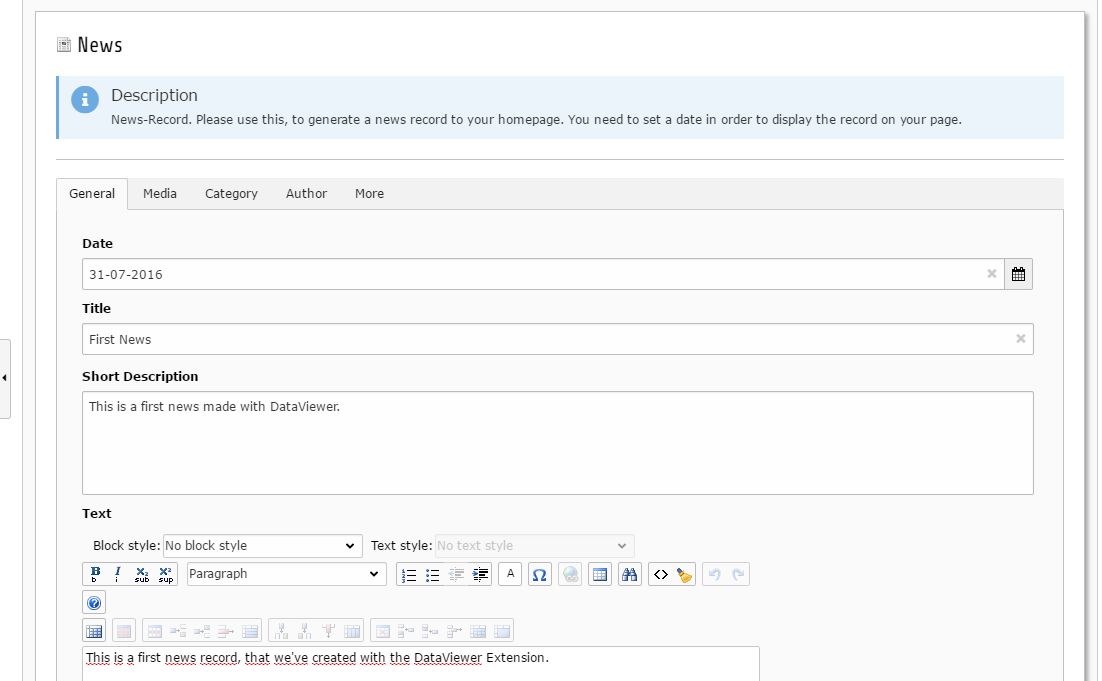 News
Description
News-Record. Please use this, to generate a news record to your homepage. You need to set a date in order to display the record on your page.
General Media Category Author More
Date
31-07-2016
Title
First News
Short Description
This is a first news made with DataViewer.
Text
Block style: No block style Text style: No text style
B b I i X₂ sub X² sup Paragraph A Ω
This is a first news record, that we've created with the DataViewer Extension.